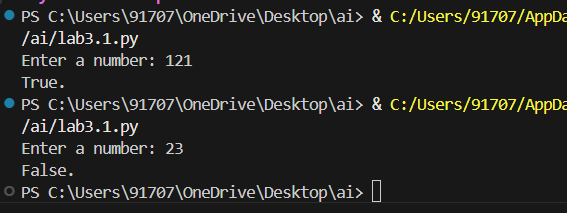 PS C:\Users\91707\OneDrive\Desktop\ai> & C:/Users/91707/AppDa
/ai/lab3.1.py
Enter a number: 121
True.
PS C:\Users\91707\OneDrive\Desktop\ai> & C:/Users/91707/AppDa
/ai/lab3.1.py
Enter a number: 23
False.
PS C:\Users\91707\OneDrive\Desktop\ai>